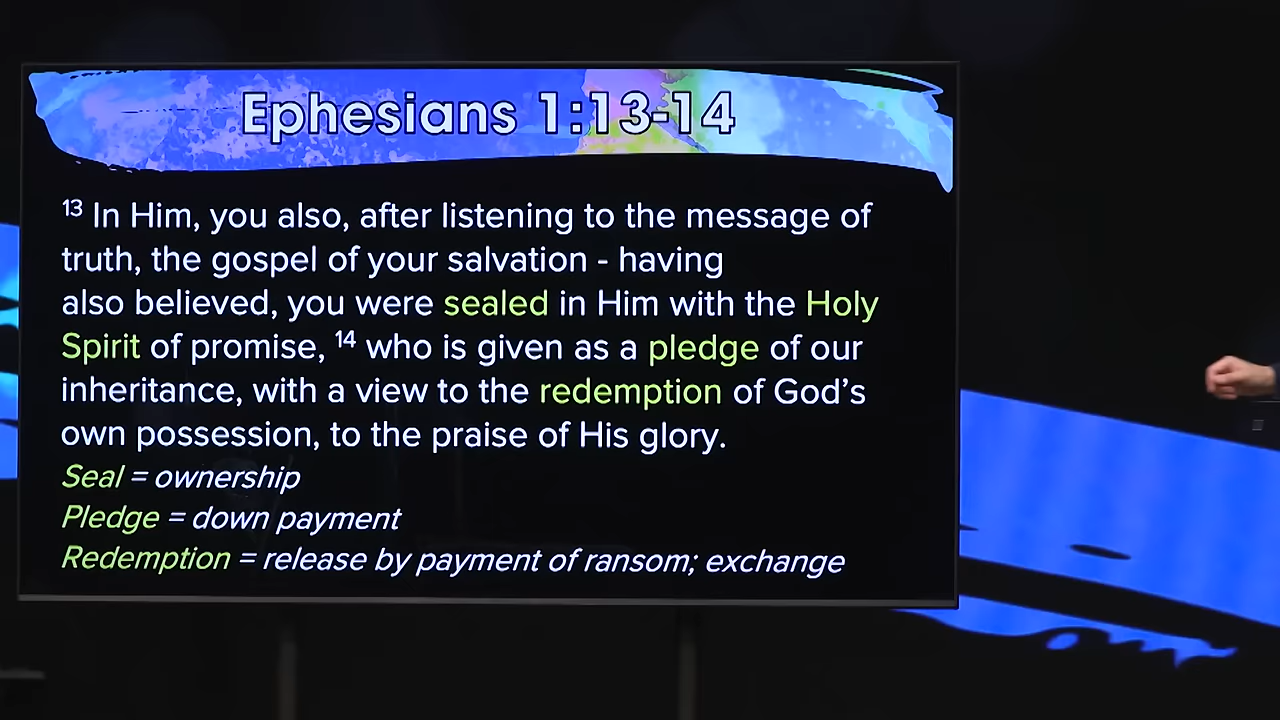 Ephesians 1:13-14
¹³ In Him, you also, after listening to the message of
truth, the gospel of your salvation - having
also believed, you were sealed in Him with the Holy
Spirit of promise, ¹⁴ who is given as a pledge of our
inheritance, with a view to the redemption of God’s
own possession, to the praise of His glory.
Seal = ownership
Pledge = down payment
Redemption = release by payment of ransom; exchange